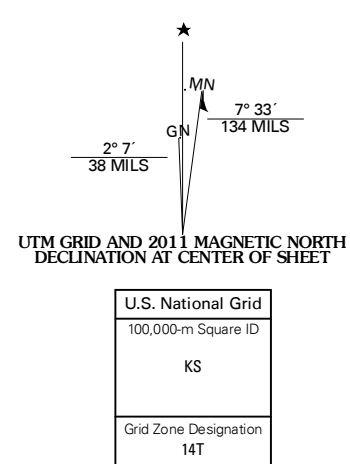 MN
7° 33´
134 MILS
GN
2° 7´
38 MILS
UTM GRID AND 2011 MAGNETIC NORTH
DECLINATION AT CENTER OF SHEET
U.S. National Grid
100,000-m Square ID
KS
Grid Zone Designation
14T